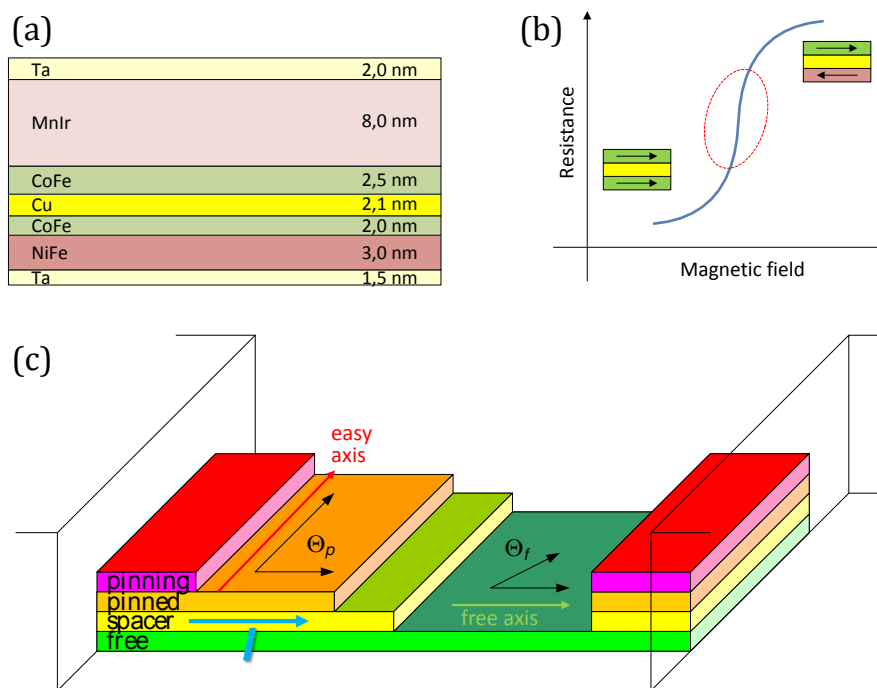 (a)
Ta 2,0 nm
MnIr 8,0 nm
CoFe 2,5 nm
Cu 2,1 nm
CoFe 2,0 nm
NiFe 3,0 nm
Ta 1,5 nm
(b)
Resistance
Magnetic field
(c)
easy
axis
Θp
Θf
pinning
pinned
spacer
free axis
free
I